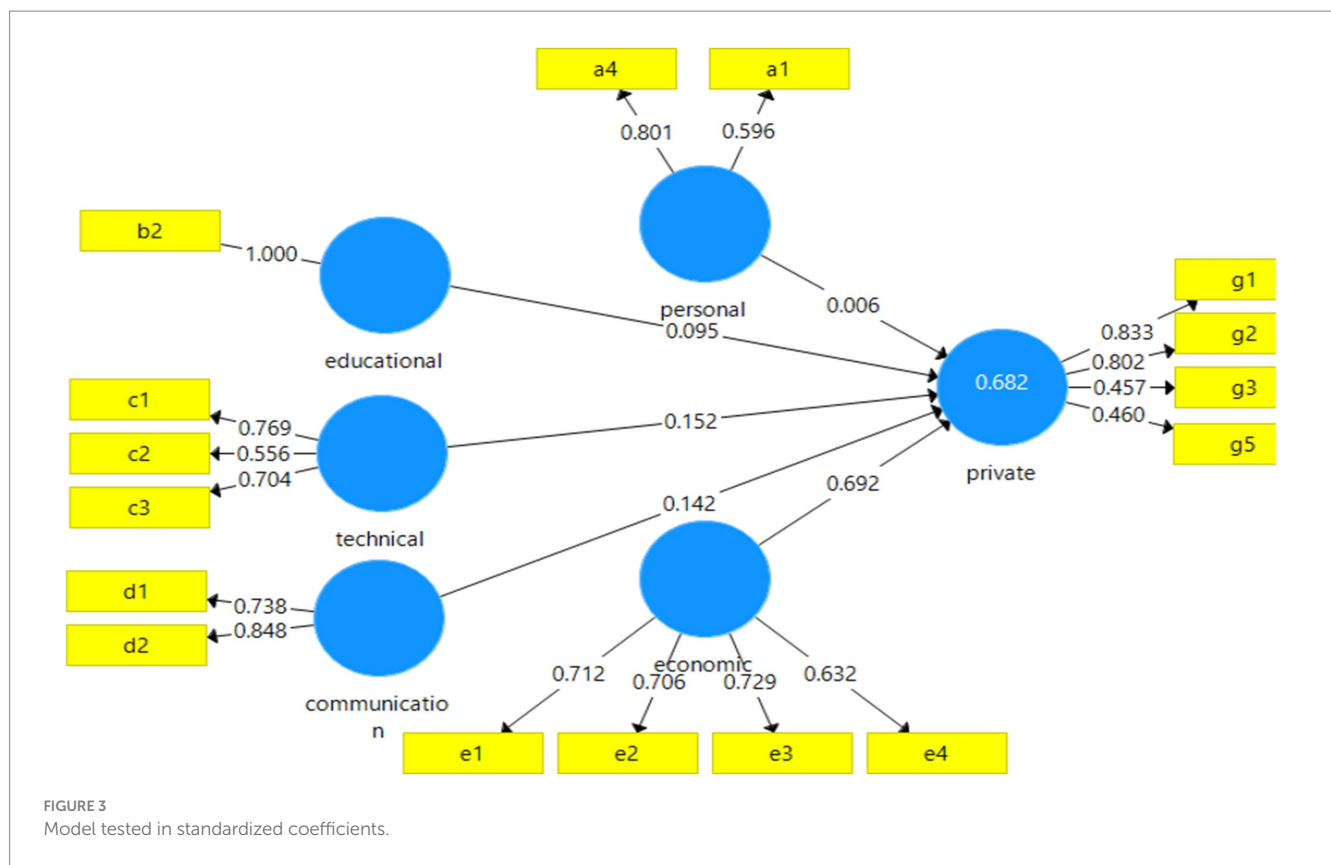 a4
a1
0.801
0.596
b2
1.000
educational
personal
0.006
0.095
g1
0.833
g2
0.802
0.682
0.457
g3
0.460
g5
private
c1
0.769
c2
0.556
c3
0.704
technical
0.152
0.142
0.692
d1
0.738
d2
0.848
communicatio
n
economic
0.712
0.706
0.729
0.632
e1
e2
e3
e4
FIGURE 3
Model tested in standardized coefficients.